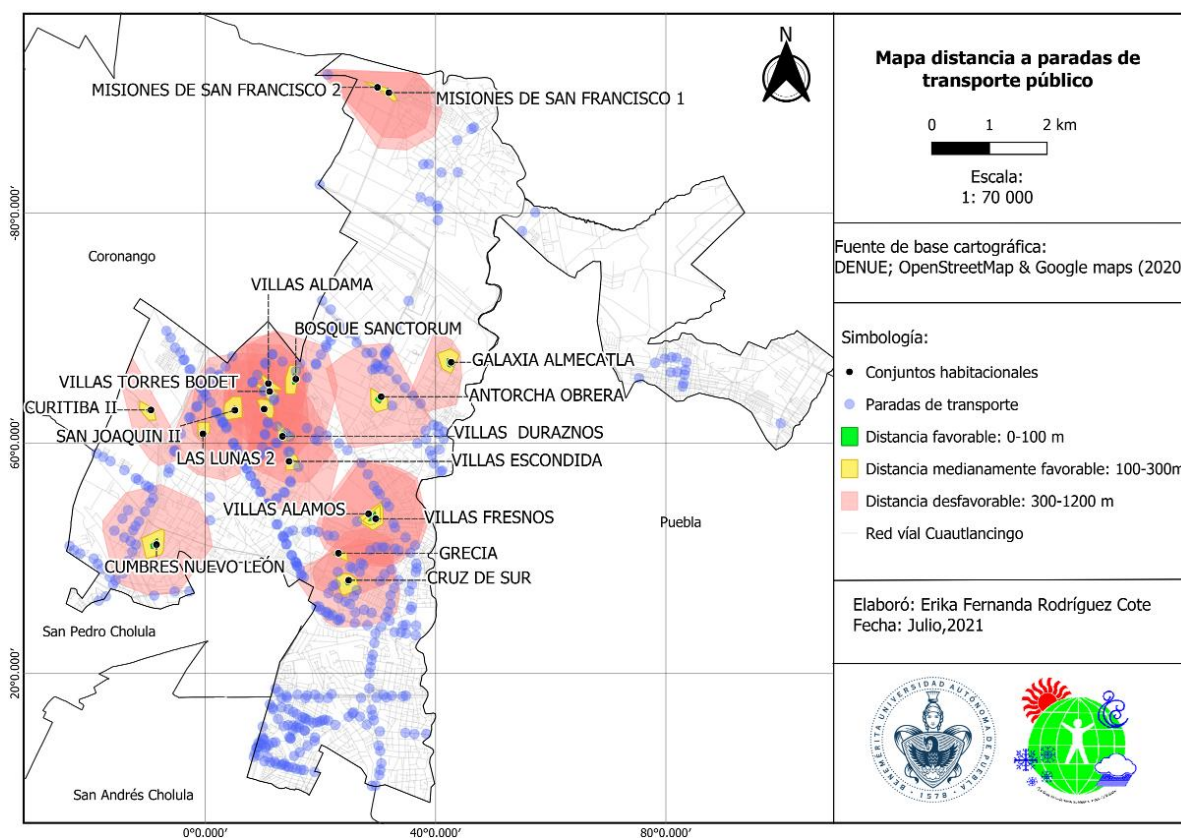 MISIONES DE SAN FRANCISCO 2
MISIONES DE SAN FRANCISCO 1
N
Coronango
VILLAS ALDAMA
BOSQUE SANCTORUM
GALAXIA ALMECATLA
VILLAS TORRES BODET
ANTORCHA OBRERA
CURITIBA II
SAN JOAQUIN II
VILLAS DURAZNOS
LAS LUNAS 2
VILLAS ESCONDIDA
VILLAS ALAMOS
VILLAS FRESNOS
Puebla
GRECIA
CUMBRES NUEVO LEÓN
CRUZ DE SUR
San Pedro Cholula
San Andrés Cholula
-80°0.000'
60°0.000'
20°0.000'
0°0.000'
40°0.000'
80°0.000'
Mapa distancia a paradas de
transporte público
0 1 2 km
Escala:
1: 70 000
Fuente de base cartográfica:
DENUE; OpenStreetMap & Google maps (2020
Simbología:
Conjuntos habitacionales
Paradas de transporte
Distancia favorable: 0-100 m
Distancia medianamente favorable: 100-300m
Distancia desfavorable: 300-1200 m
Red víal Cuautlancingo
Elaboró: Erika Fernanda Rodríguez Cote
Fecha: Julio,2021
BENEMÉRITA UNIVERSIDAD AUTÓNOMA DE PUEBLA
· 1578 ·